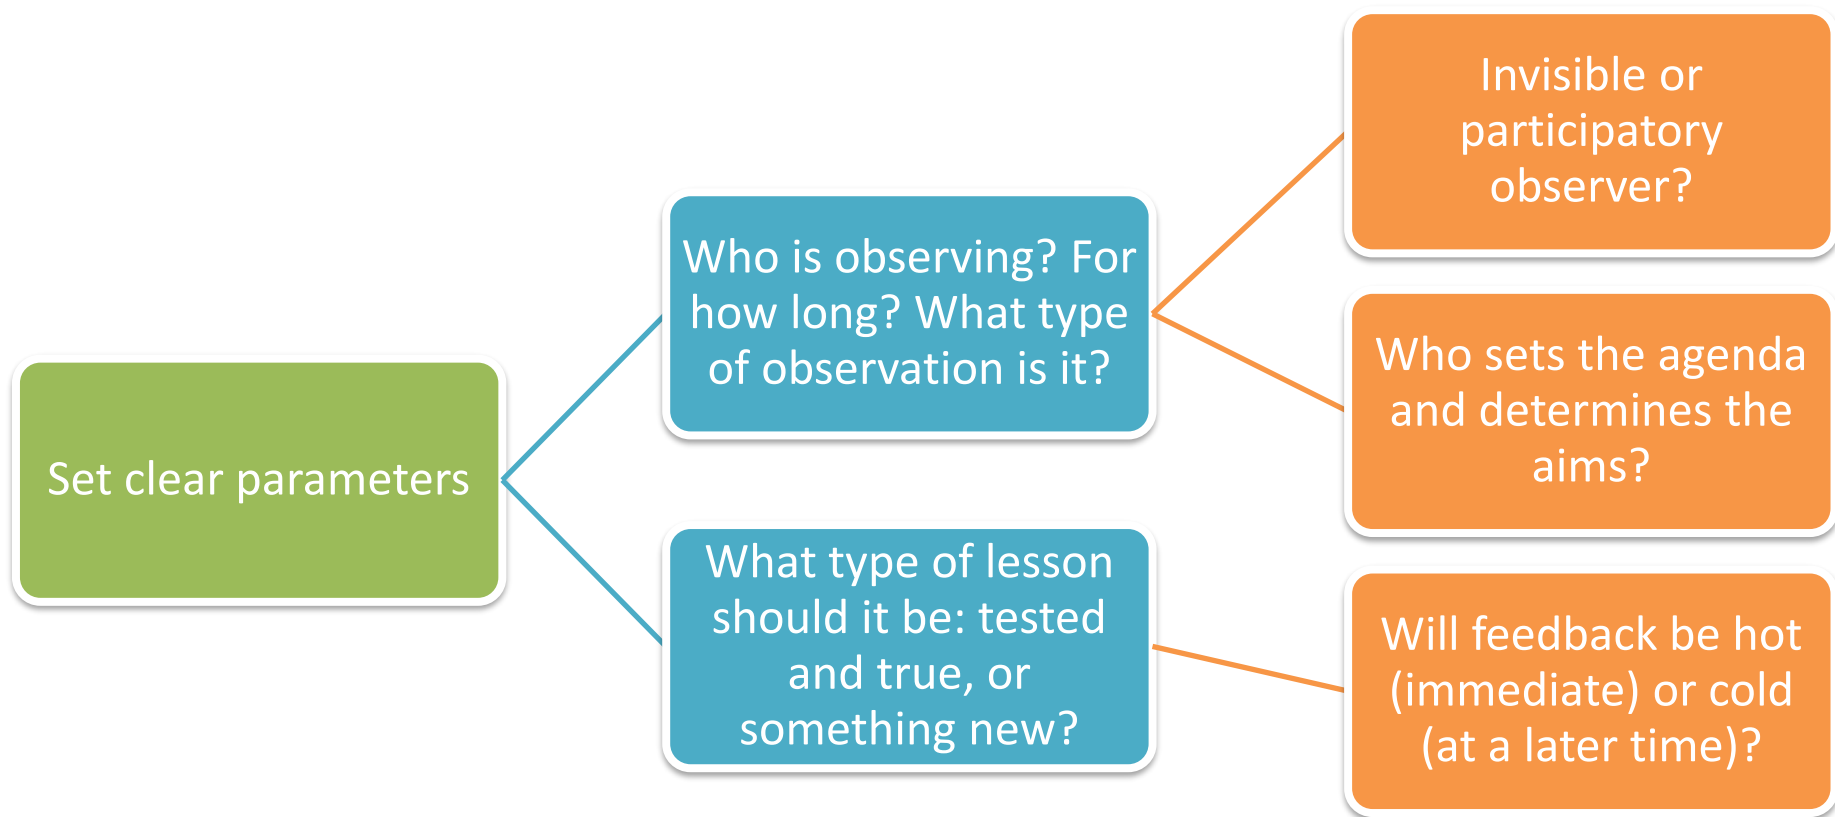 Set clear parameters
Who is observing? For
how long? What type
of observation is it?
What type of lesson
should it be: tested
and true, or
something new?
Invisible or
participatory
observer?
Who sets the agenda
and determines the
aims?
Will feedback be hot
(immediate) or cold
(at a later time)?